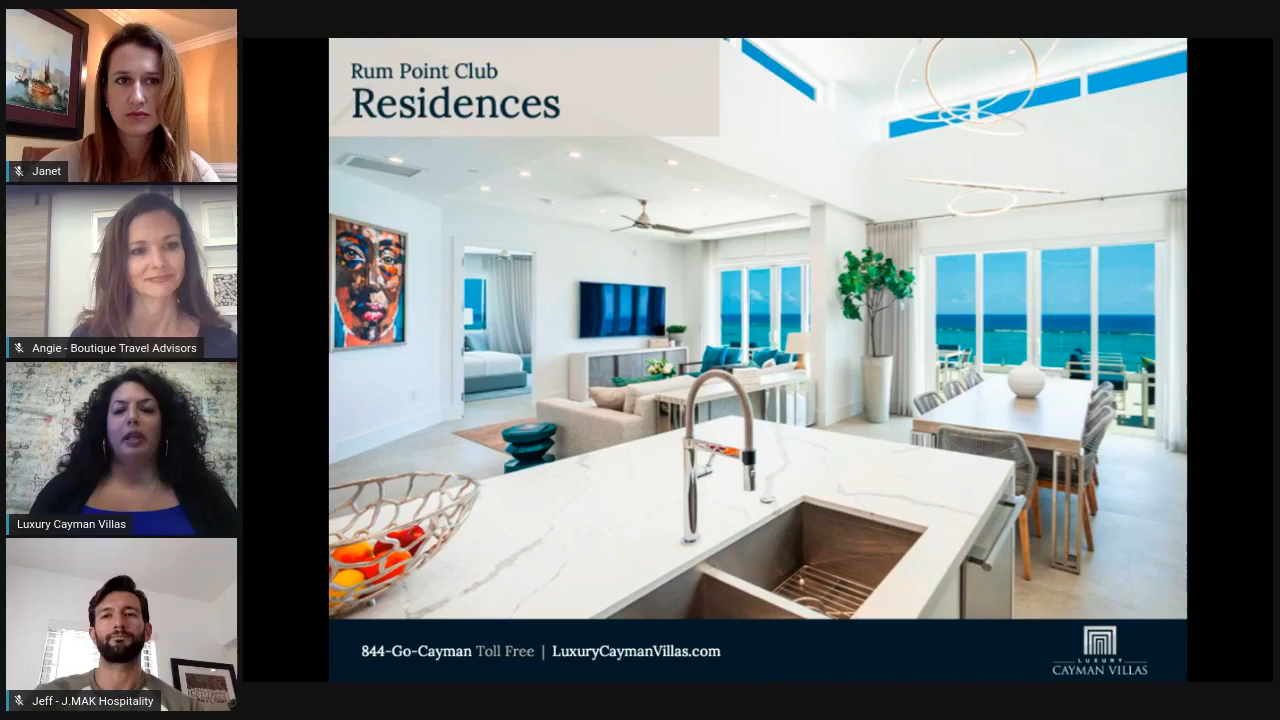 Janet
Angie - Boutique Travel Advisors
Luxury Cayman Villas
Jeff - J.MAK Hospitality
Rum Point Club
Residences
844-Go-Cayman Toll Free | LuxuryCaymanVillas.com
LUXURY
CAYMAN VILLAS